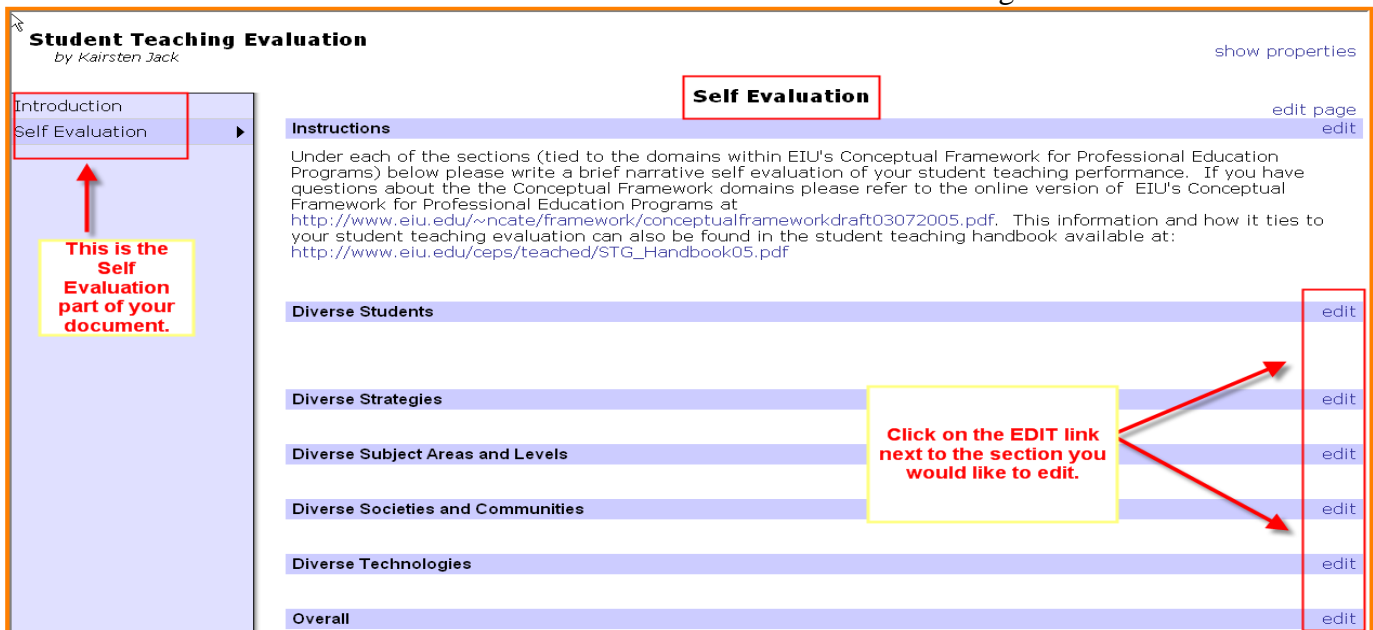 Student Teaching Evaluation
by Kairsten Jack
show properties
Introduction
Self Evaluation
This is the
Self
Evaluation
part of your
document.
Self Evaluation
edit page
Instructions edit
Under each of the sections (tied to the domains within EIU's Conceptual Framework for Professional Education
Programs) below please write a brief narrative self evaluation of your student teaching performance.  If you have
questions about the the Conceptual Framework domains please refer to the online version of  EIU's Conceptual
Framework for Professional Education Programs at
http://www.eiu.edu/~ncate/framework/conceptualframeworkdraft03072005.pdf.  This information and how it ties to
your student teaching evaluation can also be found in the student teaching handbook available at:
http://www.eiu.edu/ceps/teached/STG_Handbook05.pdf
Diverse Students edit
Diverse Strategies edit
Click on the EDIT link
next to the section you
would like to edit.
Diverse Subject Areas and Levels edit
Diverse Societies and Communities edit
Diverse Technologies edit
Overall edit